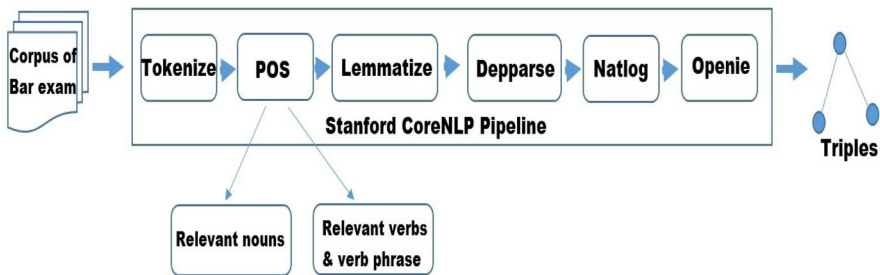 Corpus of
Bar exam
Tokenize
POS
Lemmatize
Depparse
Natlog
Openie
Stanford CoreNLP Pipeline
Triples
Relevant nouns
Relevant verbs
& verb phrase